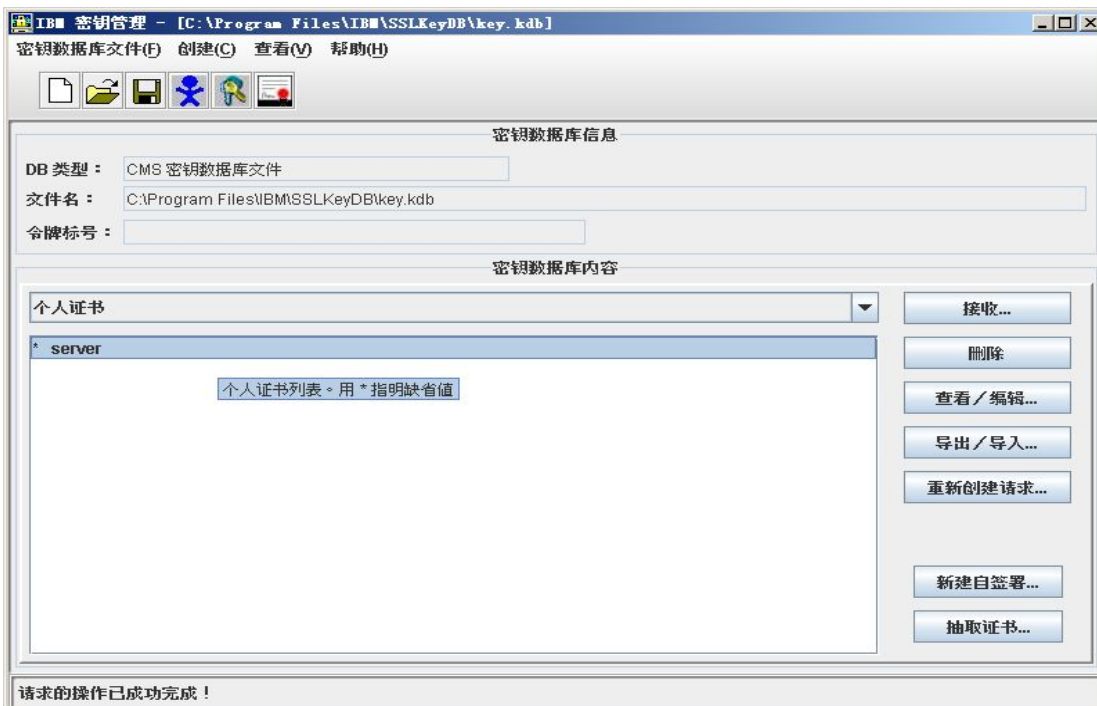 IBM 密钥管理 - [C:\Program Files\IBM\SSLKeyDB\key.kdb]
密钥数据库文件(F) 创建(C) 查看(V) 帮助(H)
密钥数据库信息
DB 类型： CMS 密钥数据库文件
文件名： C:\Program Files\IBM\SSLKeyDB\key.kdb
令牌标号：
密钥数据库内容
个人证书
接收...
* server
删除
个人证书列表。用 * 指明缺省值
查看／编辑...
导出／导入...
重新创建请求...
新建自签署...
抽取证书...
请求的操作已成功完成！